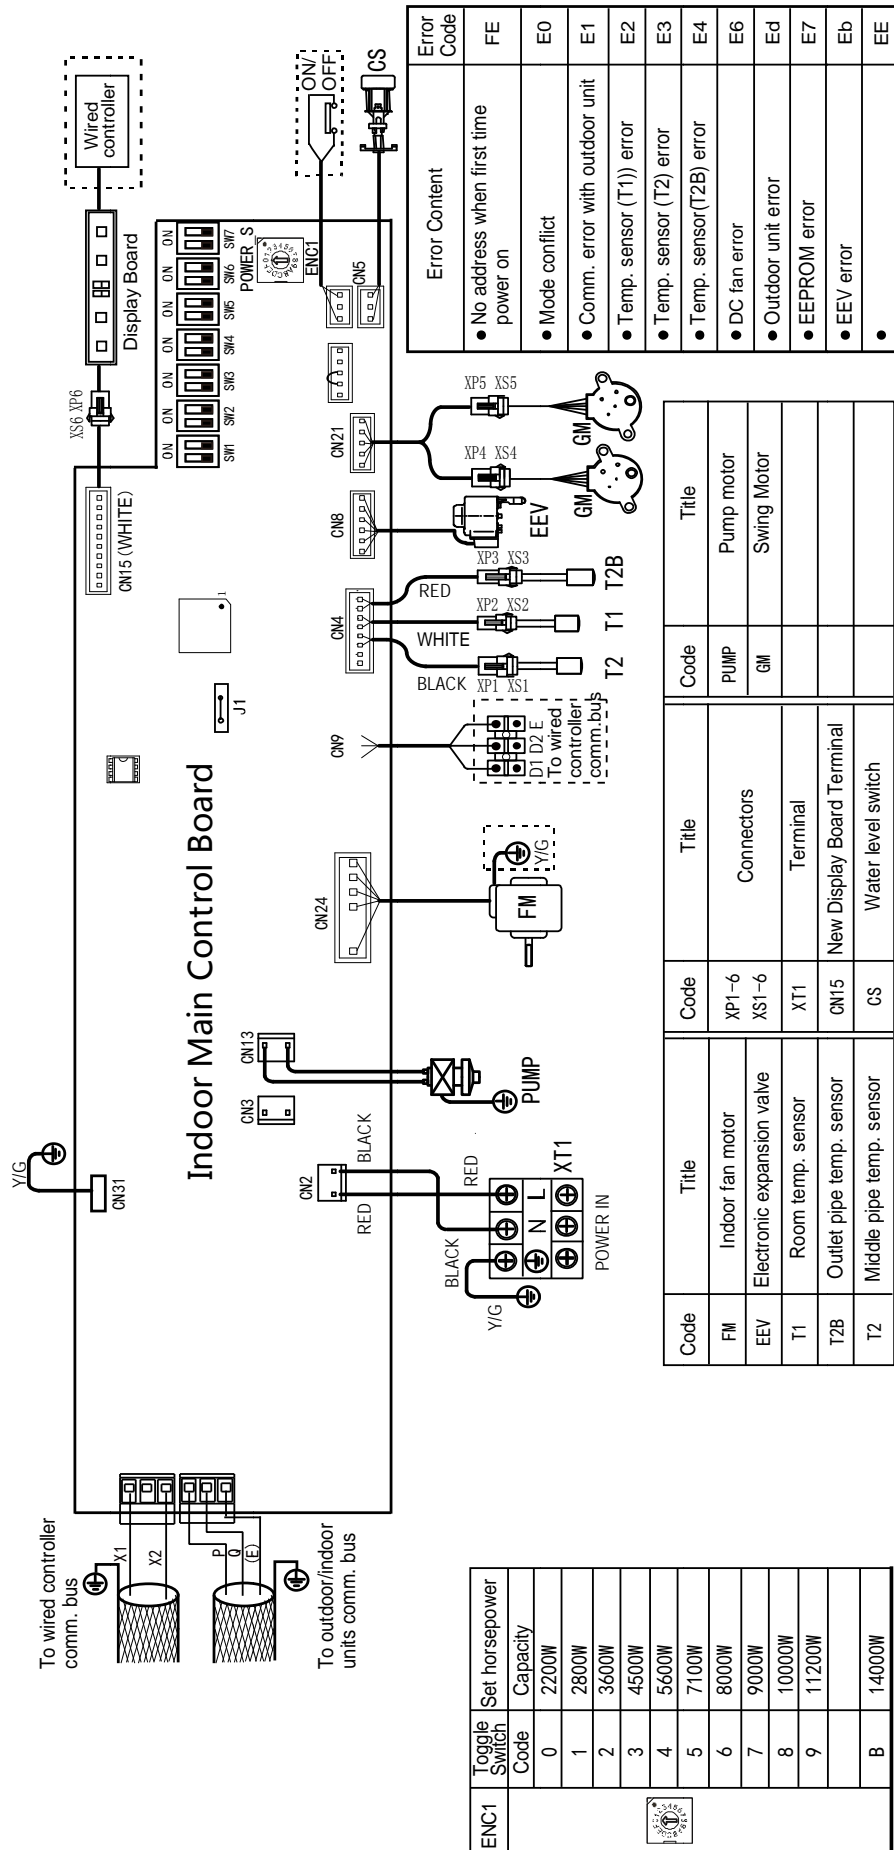 To wired controller
comm. bus
X1
X2
P
Q
(E)
To outdoor/indoor
units comm. bus
Y/G
CN31
Indoor Main Control Board
J1
1
CN15(WHITE)
XS6 XP6
Display Board
Wired
controller
ON
ON
ON
ON
ON
ON
ON
SW1
SW2
SW3
SW4
SW5
SW6
SW7
POWER_S
ENC1
CN5
ON/
OFF
CS
CN2
RED
BLACK
CN3
CN13
CN24
CN9
CN4
CN8
CN21
BLACK
RED
Y/G
N
L
XT1
POWER IN
PUMP
FM
Y/G
D1 D2 E
To wired
controller
comm.bus
BLACK
WHITE
RED
XP1 XS1
XP2 XS2
XP3 XS3
T2
T1
T2B
EEV
XP4 XS4
XP5 XS5
GM
GM
Error Content
Error
Code
No address when first time
power on
FE
Mode conflict
E0
Comm. error with outdoor unit
E1
Temp. sensor (T1)) error
E2
Temp. sensor (T2) error
E3
Temp. sensor(T2B) error
E4
DC fan error
E6
Outdoor unit error
Ed
EEPROM error
E7
EEV error
Eb
EE
Code
Title
Code
Title
Code
Title
FM
Indoor fan motor
XP1-6
Connectors
PUMP
Pump motor
EEV
Electronic expansion valve
XS1-6
GM
Swing Motor
T1
Room temp. sensor
XT1
Terminal
T2B
Outlet pipe temp. sensor
CN15
New Display Board Terminal
T2
Middle pipe temp. sensor
CS
Water level switch
ENC1
Toggle
Switch
Set horsepower
Code
Capacity
0
2200W
1
2800W
2
3600W
3
4500W
4
5600W
5
7100W
6
8000W
7
9000W
8
10000W
9
11200W
B
14000W